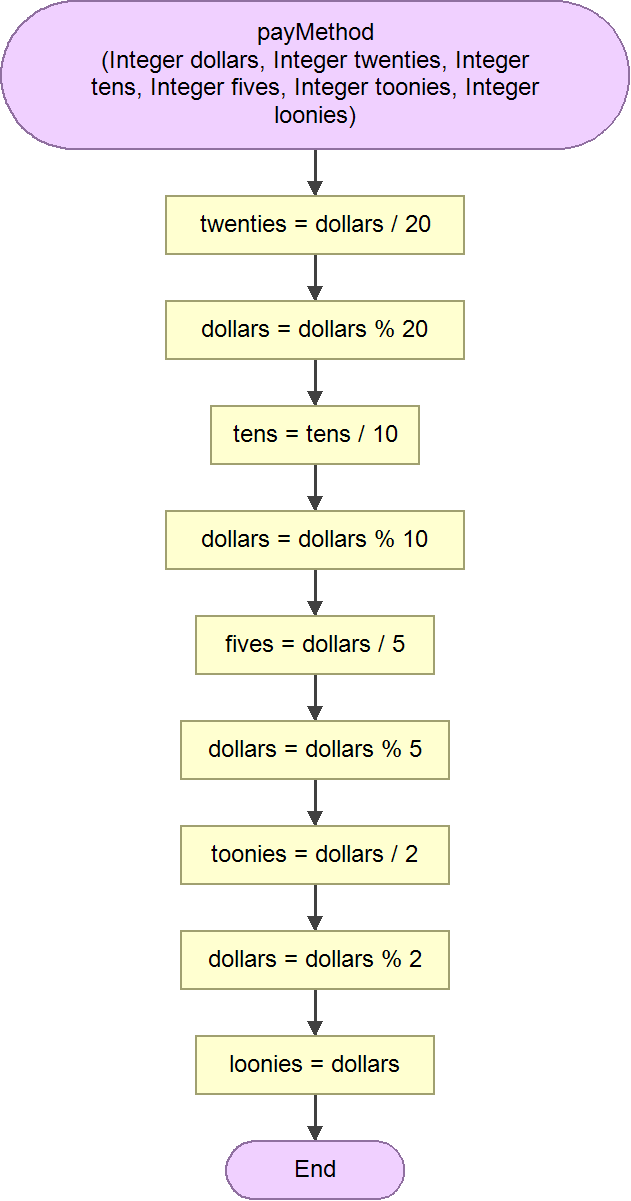 payMethod
(Integer dollars, Integer twenties, Integer
tens, Integer fives, Integer toonies, Integer
loonies)
twenties = dollars / 20
dollars = dollars % 20
tens = tens / 10
dollars = dollars % 10
fives = dollars / 5
dollars = dollars % 5
toonies = dollars / 2
dollars = dollars % 2
loonies = dollars
End